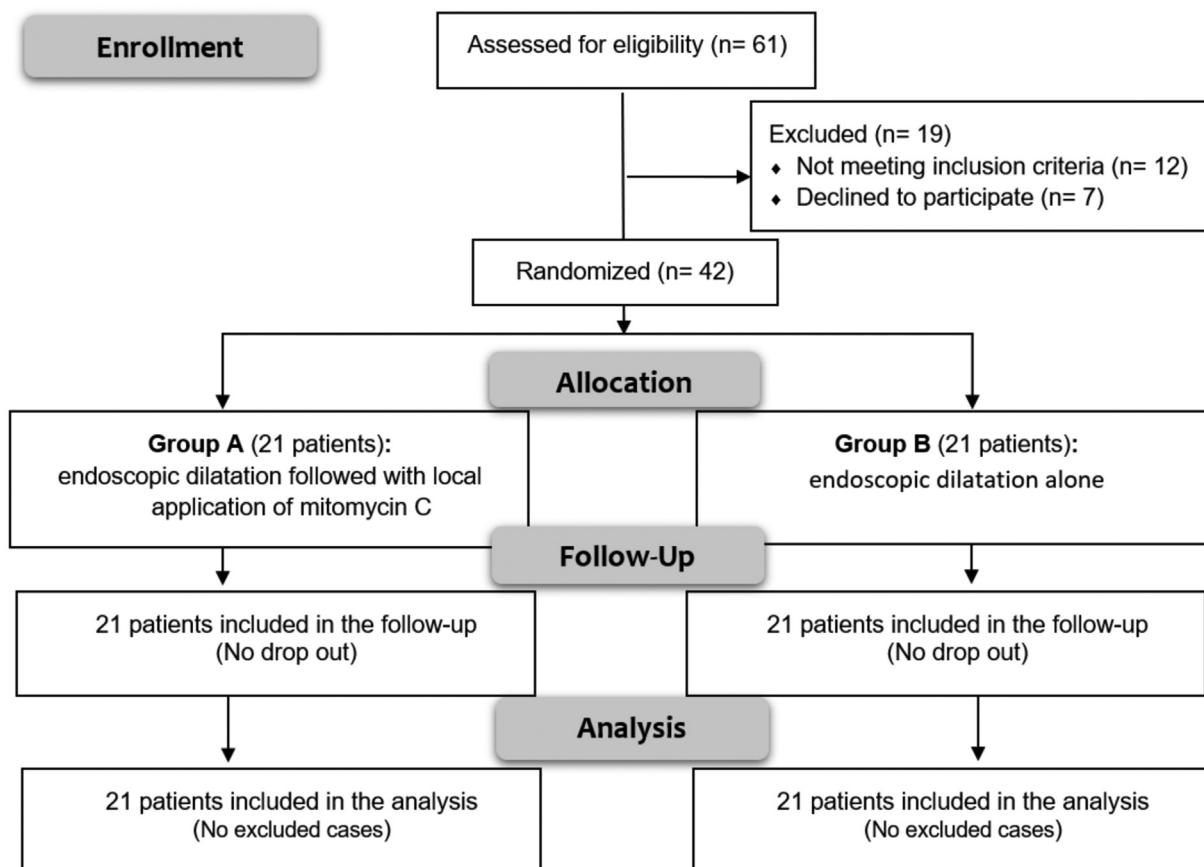 Enrollment
Assessed for eligibility (n= 61)
Excluded (n= 19)
♦ Not meeting inclusion criteria (n= 12)
♦ Declined to participate (n= 7)
Randomized (n= 42)
Allocation
Group A (21 patients):
endoscopic dilatation followed with local
application of mitomycin C
Group B (21 patients):
endoscopic dilatation alone
Follow-Up
21 patients included in the follow-up
(No drop out)
21 patients included in the follow-up
(No drop out)
Analysis
21 patients included in the analysis
(No excluded cases)
21 patients included in the analysis
(No excluded cases)